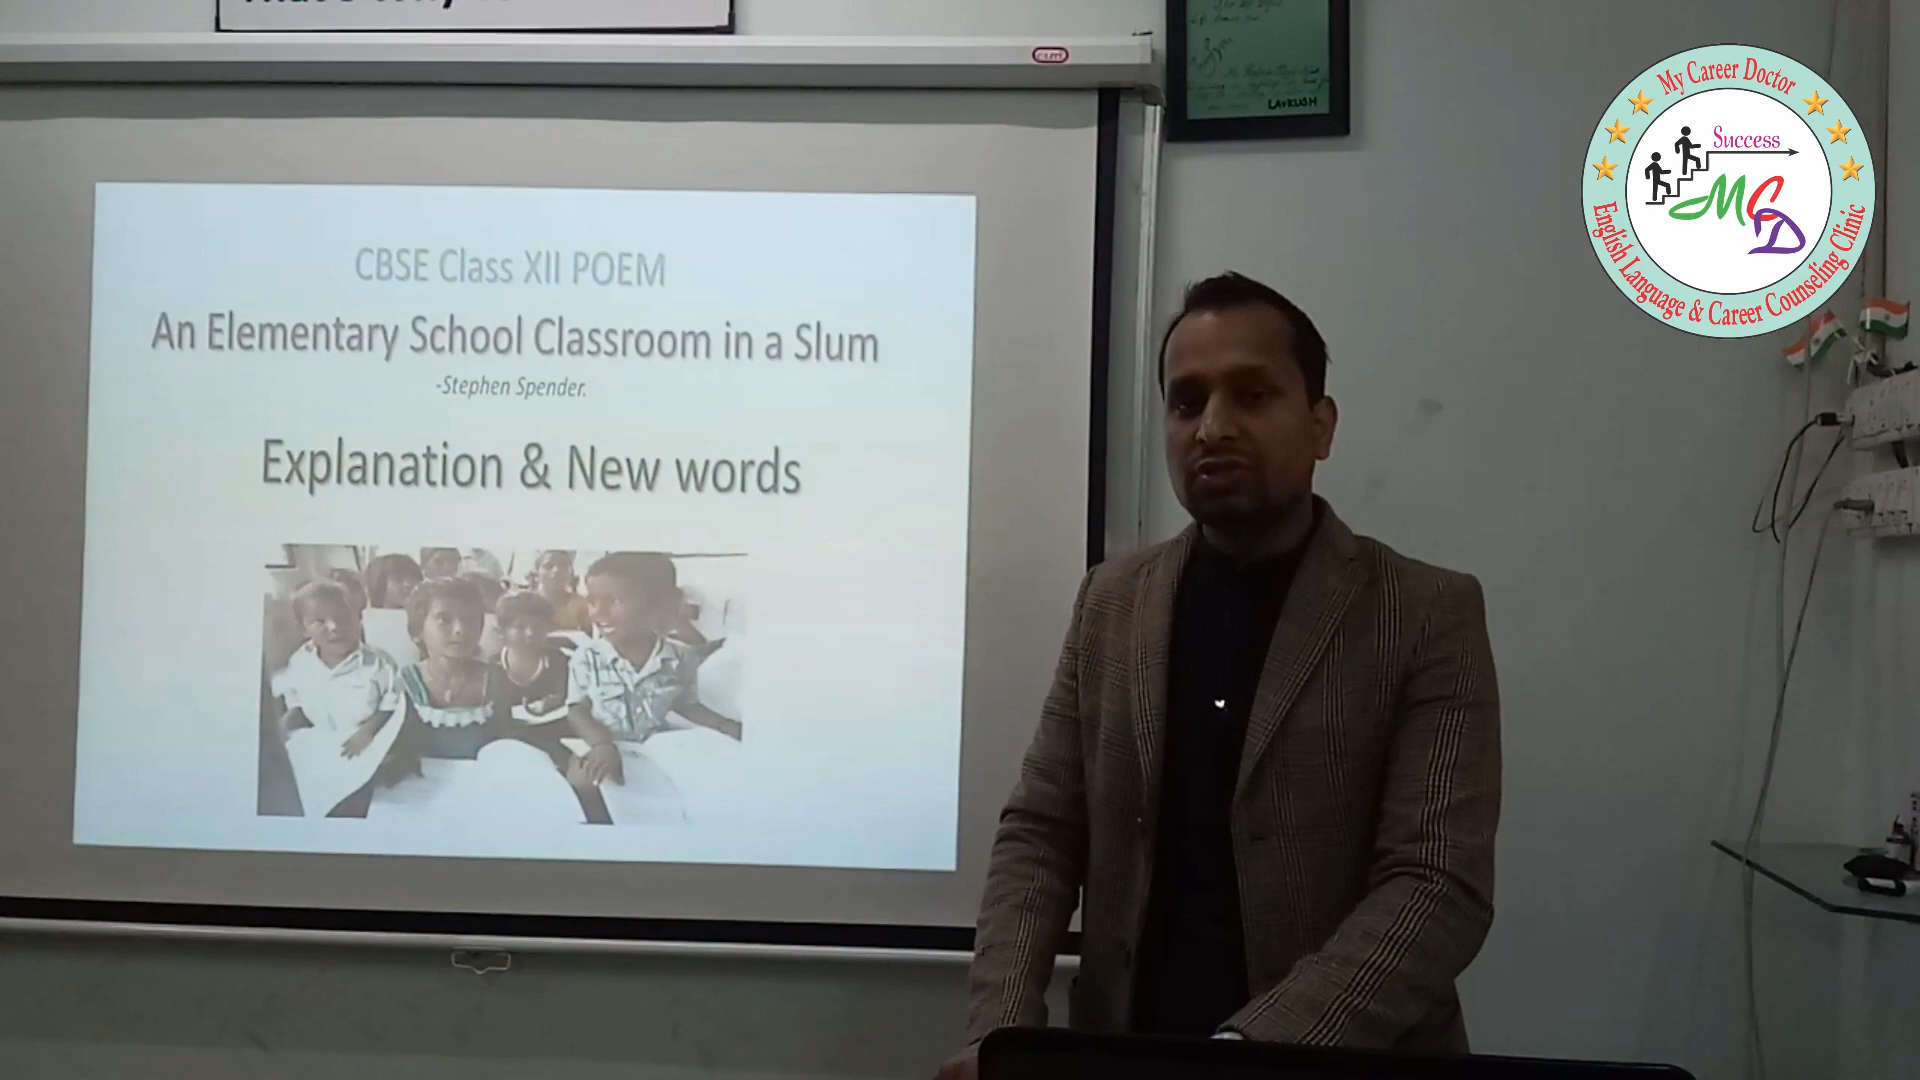 CBSE Class XII POEM
An Elementary School Classroom in a Slum
-Stephen Spender.
Explanation & New words
LAVKUSH
My Career Doctor
Success
MCD
English Language & Career Counseling Clinic